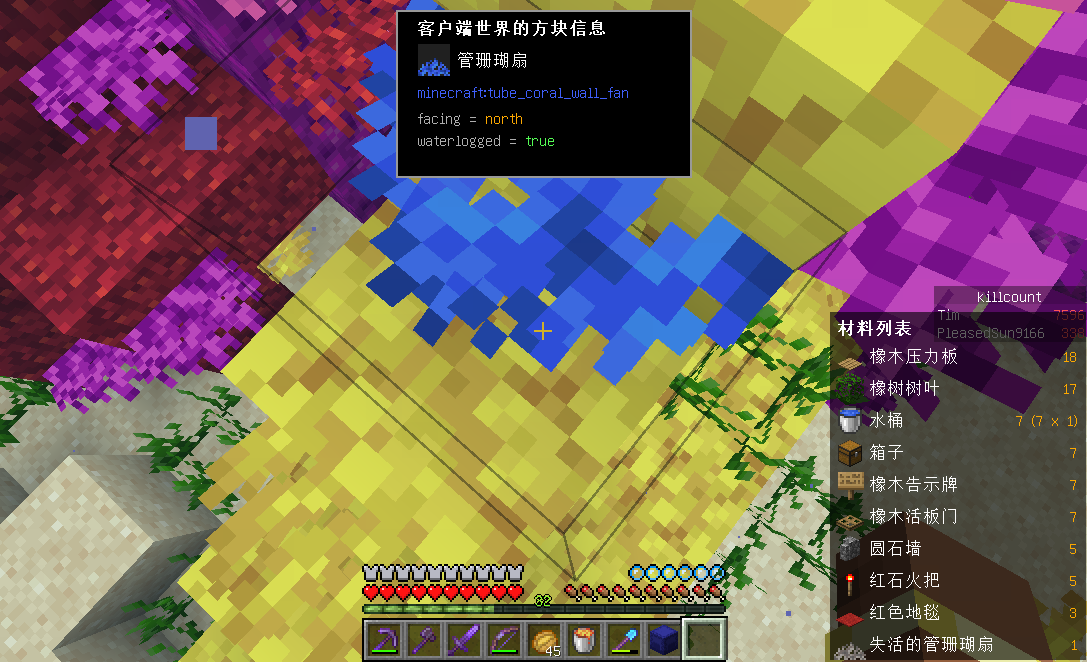 客户端世界的方块信息
管珊瑚扇
minecraft:tube_coral_wall_fan
facing = north
waterlogged = true
killcount
Tim 7596
PleasedSun9166 338
材料列表
橡木压力板 18
橡树树叶 17
水桶 7 (7 x 1)
箱子 7
橡木告示牌 7
橡木活板门 7
圆石墙 5
红石火把 5
红色地毯 3
失活的管珊瑚扇 1
82
45